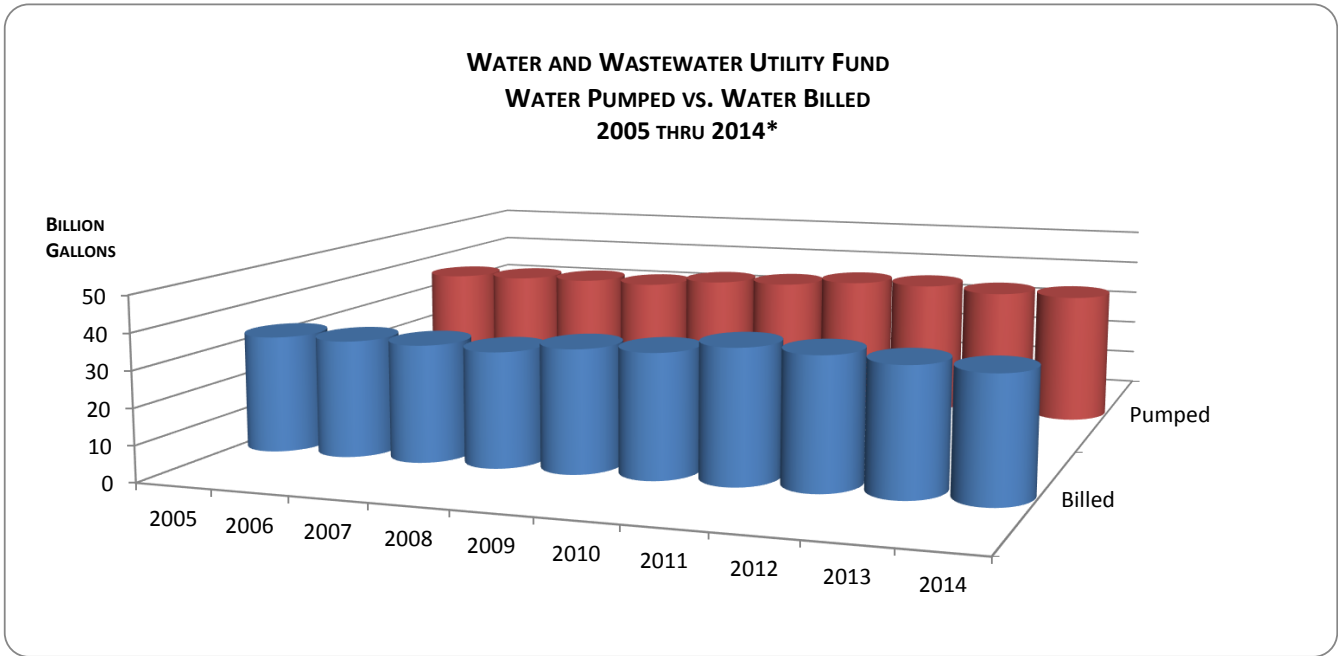 WATER AND WASTEWATER UTILITY FUND
WATER PUMPED VS. WATER BILLED
2005 THRU 2014*
BILLION
GALLONS
50
40
30
20
10
0
2005
2006
2007
2008
2009
2010
2011
2012
2013
2014
Billed
Pumped